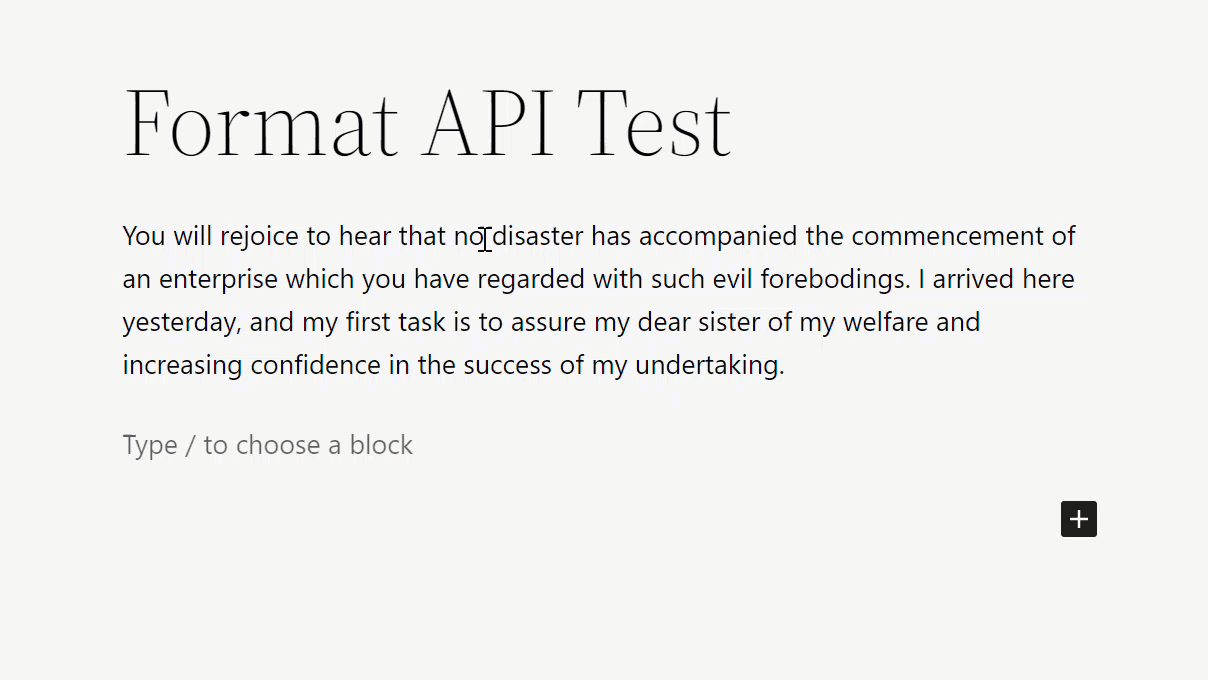 Format API Test
You will rejoice to hear that no disaster has accompanied the commencement of
an enterprise which you have regarded with such evil forebodings. I arrived here
yesterday, and my first task is to assure my dear sister of my welfare and
increasing confidence in the success of my undertaking.
Type / to choose a block